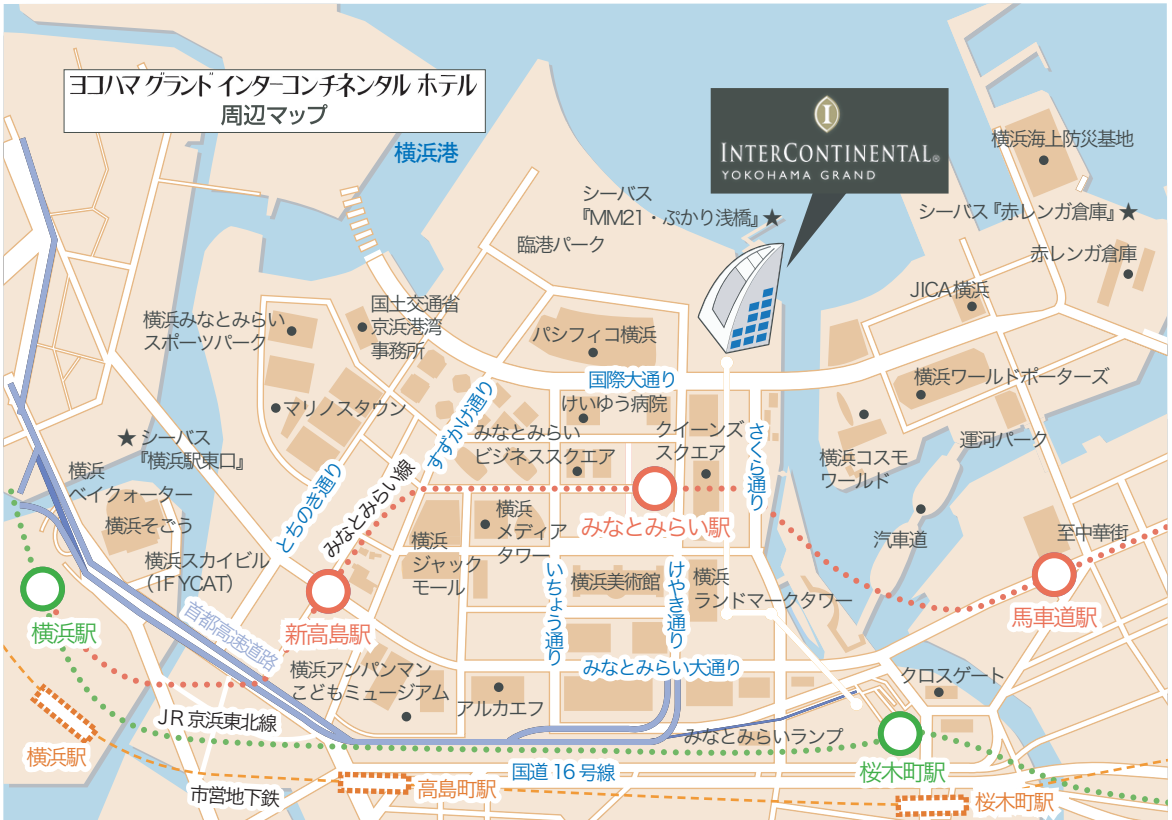 ヨコハマ グランド インターコンチネンタル ホテル
周辺マップ
横浜港
INTERCONTINENTAL®
YOKOHAMA GRAND
横浜海上防災基地
シーバス
『MM21・ぷかり浅橋』★
シーバス『赤レンガ倉庫』★
臨港パーク
赤レンガ倉庫
JICA横浜
国土交通省
京浜港湾
事務所
横浜みなとみらい
スポーツパーク
パシフィコ横浜
国際大通り
横浜ワールドポーターズ
マリノスタウン
すずかけ通り
けいゆう病院
みなとみらい
ビジネススクエア
クイーンズ
スクエア
さくら通り
運河パーク
横浜コスモ
ワールド
★シーバス
『横浜駅東口』
横浜
ベイクォーター
とちのき通り
みなとみらい線
横浜そごう
横浜
メディア
タワー
みなとみらい駅
汽車道
至中華街
横浜スカイビル
(1F YCAT)
横浜
ジャック
モール
いちょう通り
横浜美術館
けやき通り
横浜
ランドマークタワー
馬車道駅
横浜駅
首都高速道路
新高島駅
横浜アンパンマン
こどもミュージアム
みなとみらい大通り
クロスゲート
アルカエフ
JR京浜東北線
みなとみらいランプ
横浜駅
国道16号線
桜木町駅
市営地下鉄
高島町駅
桜木町駅